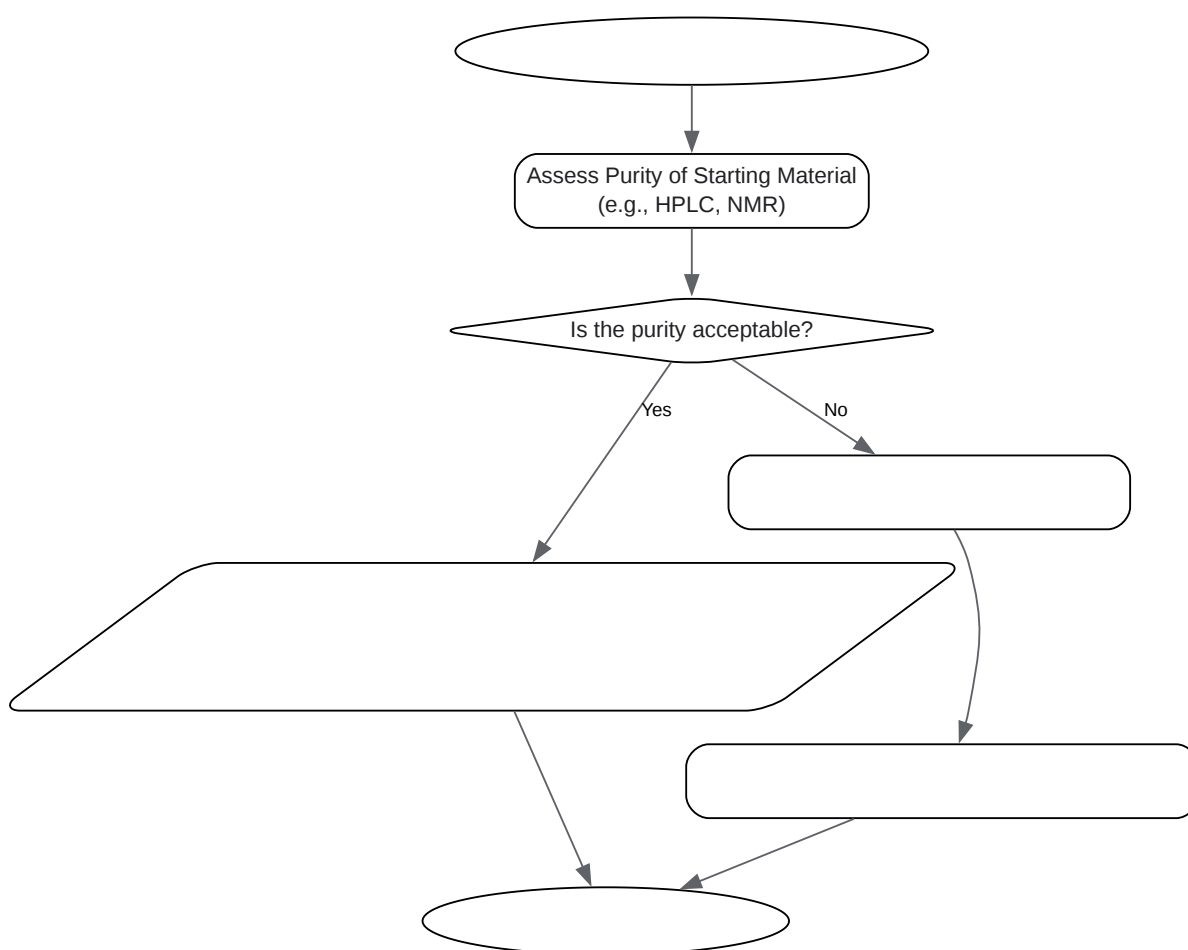 Assess Purity of Starting Material
(e.g., HPLC, NMR)
Is the purity acceptable?
Yes
No